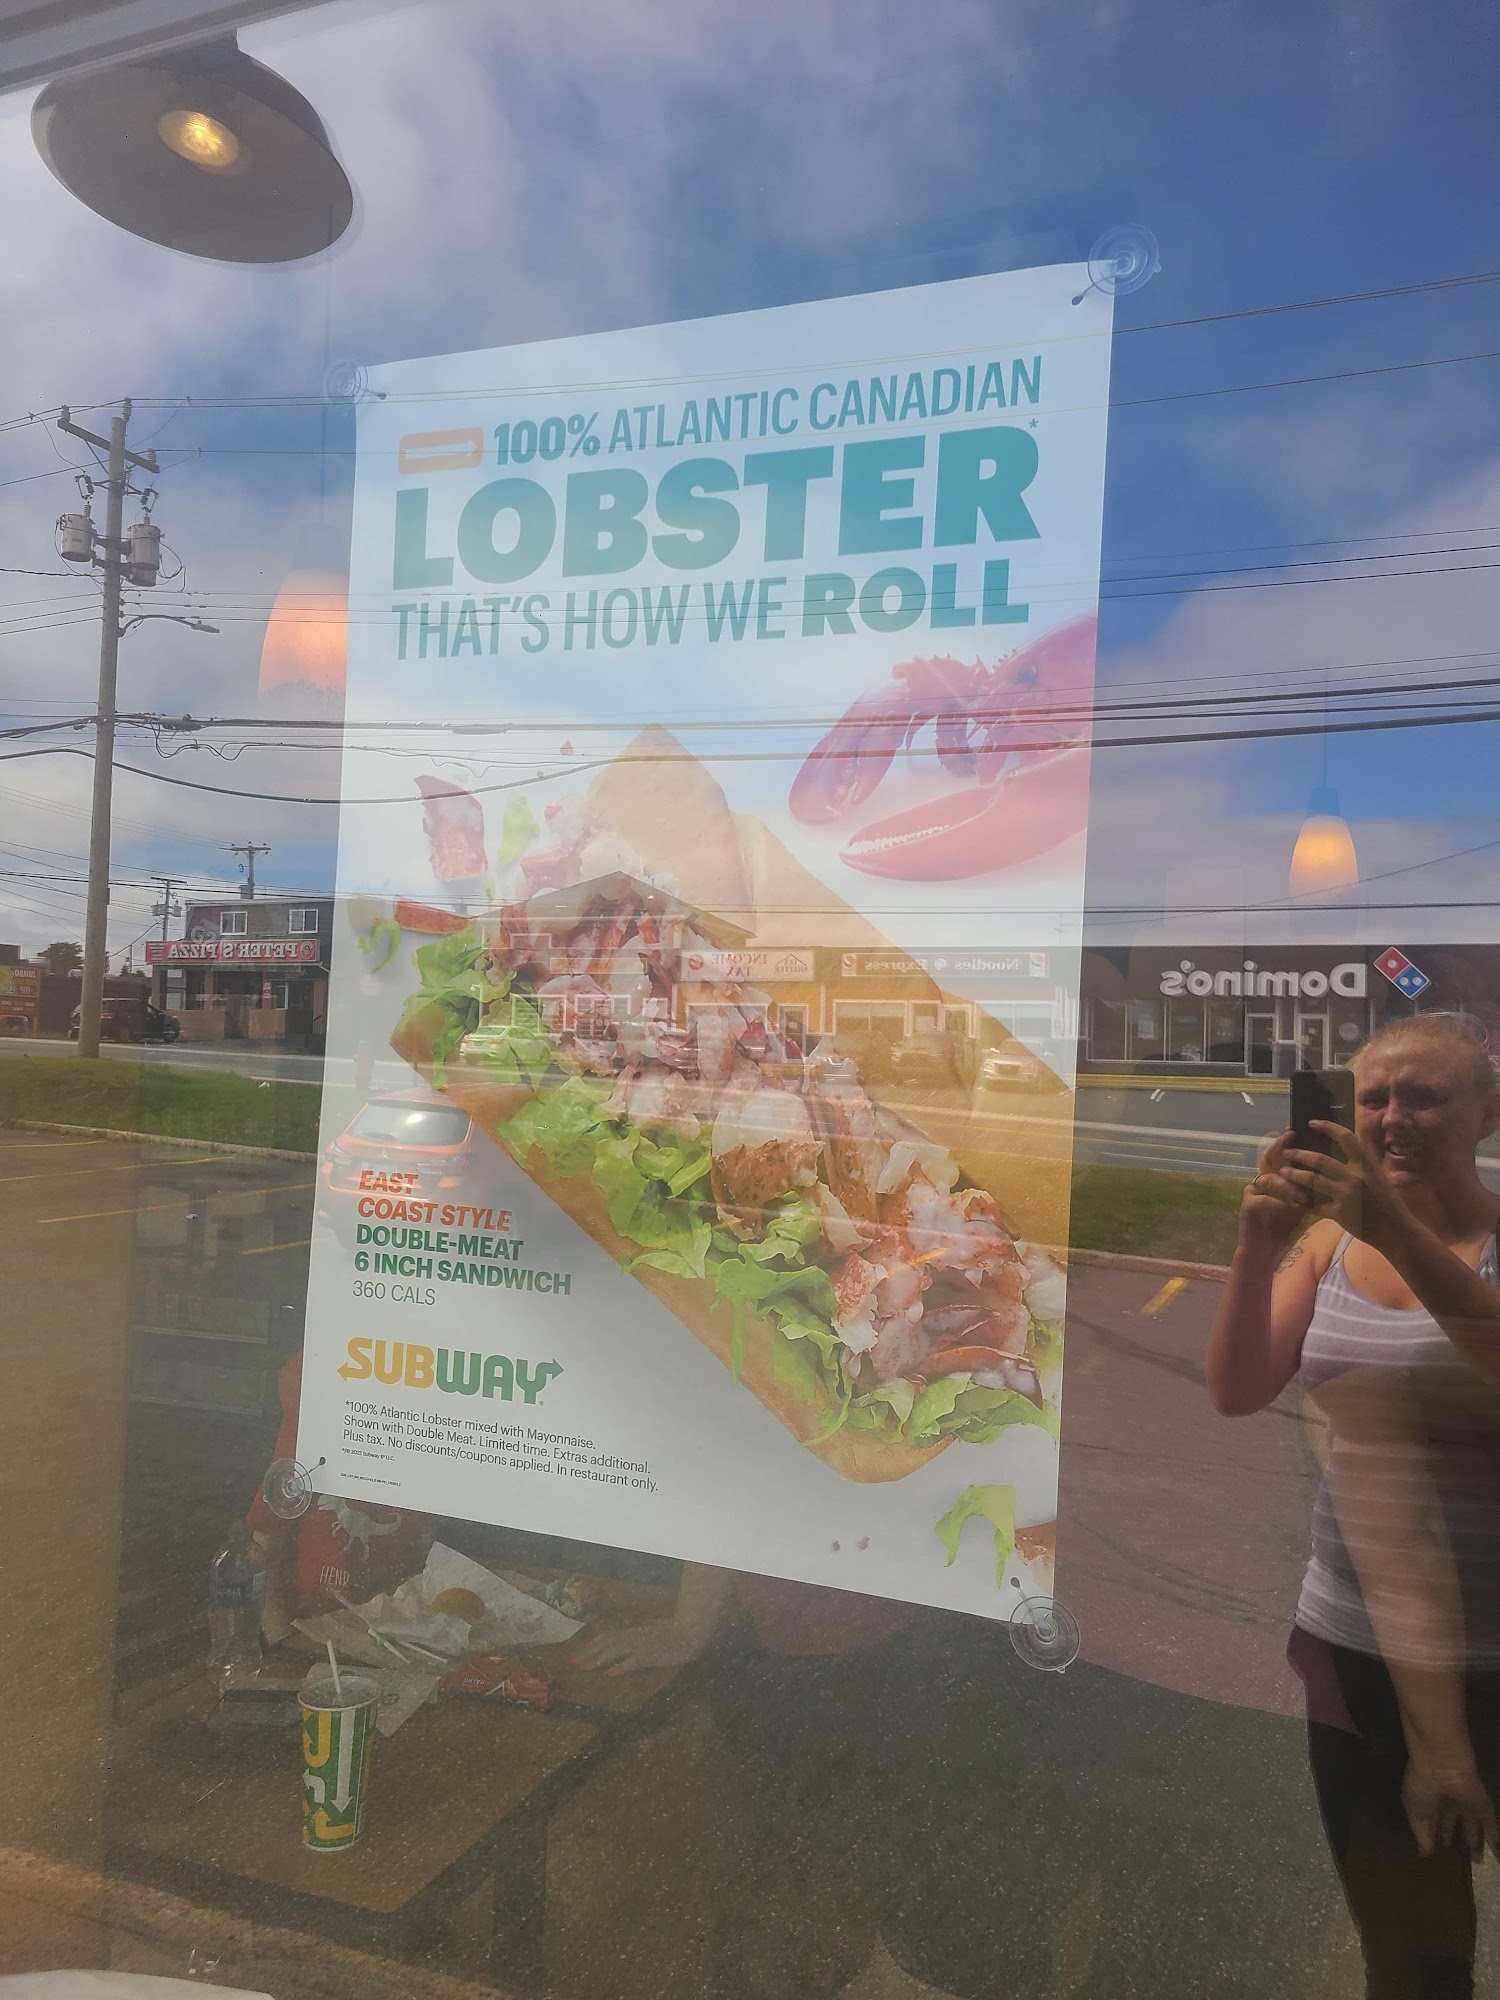 100% ATLANTIC CANADIAN
LOBSTER*
THAT'S HOW WE ROLL
EAST
COAST STYLE
DOUBLE-MEAT
6 INCH SANDWICH
360 CALS
SUBWAY
*100% Atlantic Lobster mixed with Mayonnaise.
Shown with Double Meat. Limited time. Extras additional.
Plus tax. No discounts/coupons applied. In restaurant only.
PETER'S PIZZA
INCOME
TAX
Noodles Express
Domino's
HENR